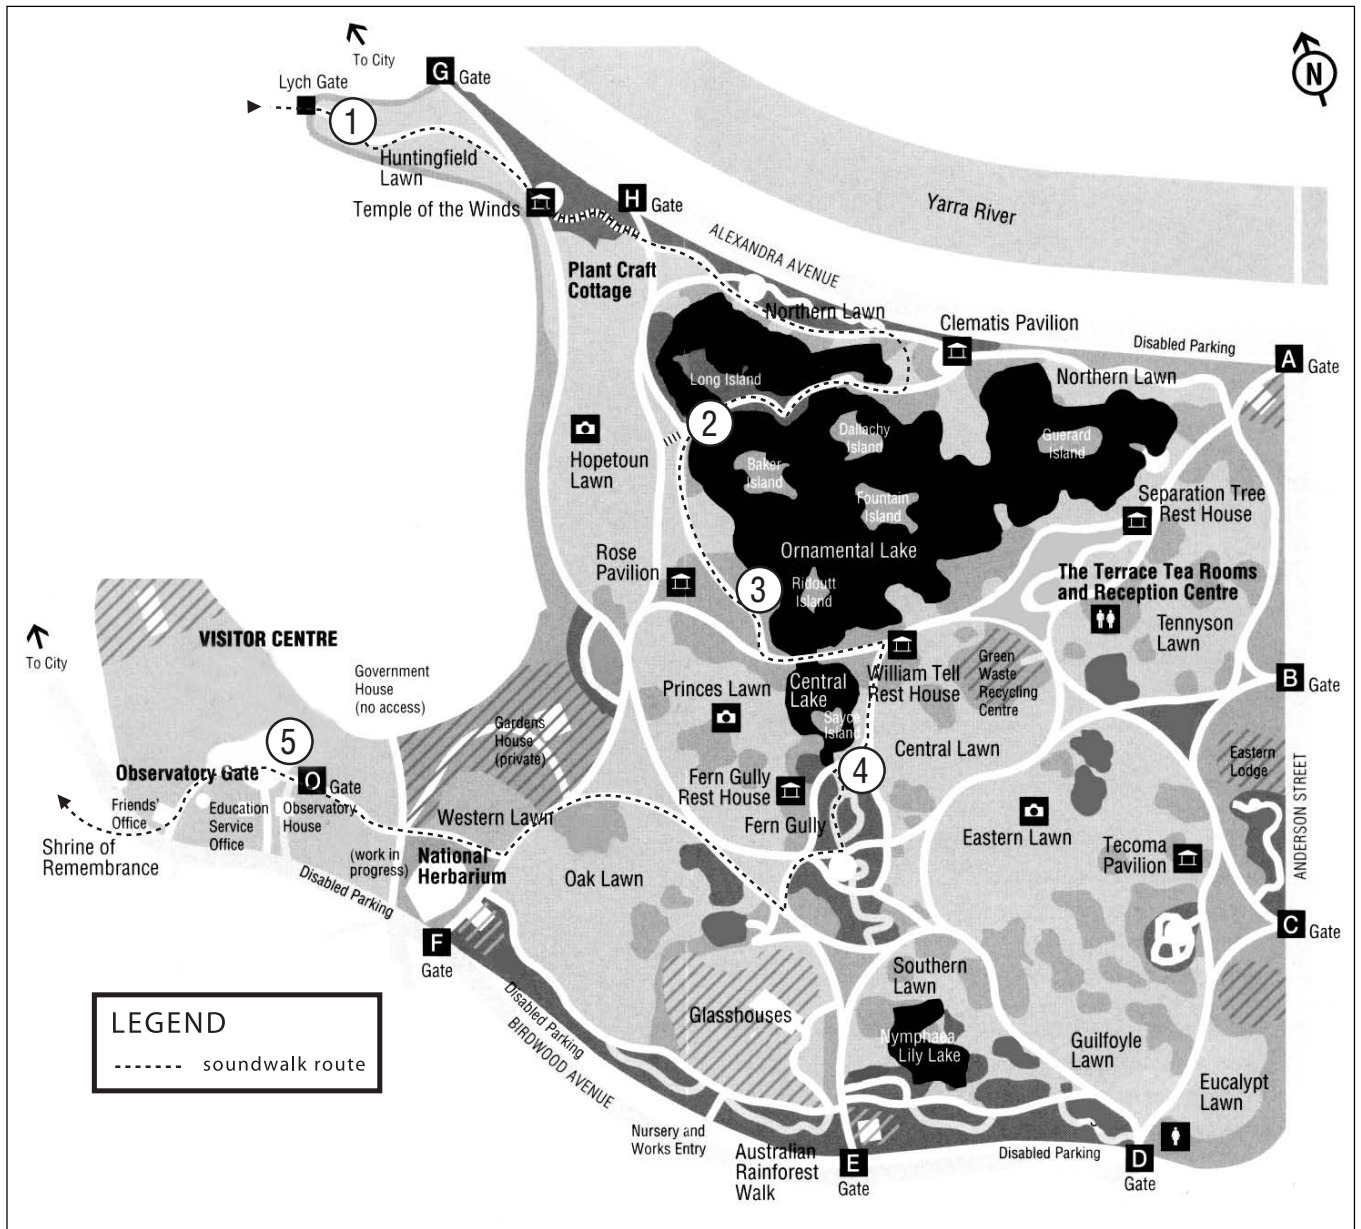 To City
G Gate
N
Lych Gate
1
Huntingfield
Lawn
Temple of the Winds
H
Gate
Yarra River
ALEXANDRA AVENUE
Plant Craft
Cottage
Northern Lawn
Clematis Pavilion
Disabled Parking
A
Gate
Long Island
Northern Lawn
2
Dallachy
Island
Guerard
Island
Hopetoun
Lawn
Baker
Island
Fountain
Island
Separation Tree
Rest House
Ornamental Lake
Rose
Pavilion
3
Ridoutt
Island
The Terrace Tea Rooms
and Reception Centre
Tennyson
Lawn
VISITOR CENTRE
To City
Government
House
(no access)
Princes Lawn
Central
Lake
Sayce
Island
William Tell
Rest House
Green
Waste
Recycling
Centre
B
Gate
Gardens
House
(private)
5
4
Central Lawn
Eastern
Lodge
Observatory Gate
O Gate
Fern Gully
Rest House
Friends'
Office
Education
Service
Office
Observatory
House
Western Lawn
Fern Gully
Eastern Lawn
ANDERSON STREET
Shrine of
Remembrance
(work in
progress)
National
Herbarium
Tecoma
Pavilion
Disabled Parking
Oak Lawn
F
Gate
C
Gate
Southern
Lawn
Disabled Parking
BIRDWOOD AVENUE
Glasshouses
Nymphaea
Lily Lake
Guilfoyle
Lawn
Eucalypt
Lawn
LEGEND
soundwalk route
Nursery and
Works Entry
Australian
Rainforest
Walk
E
Gate
Disabled Parking
D
Gate